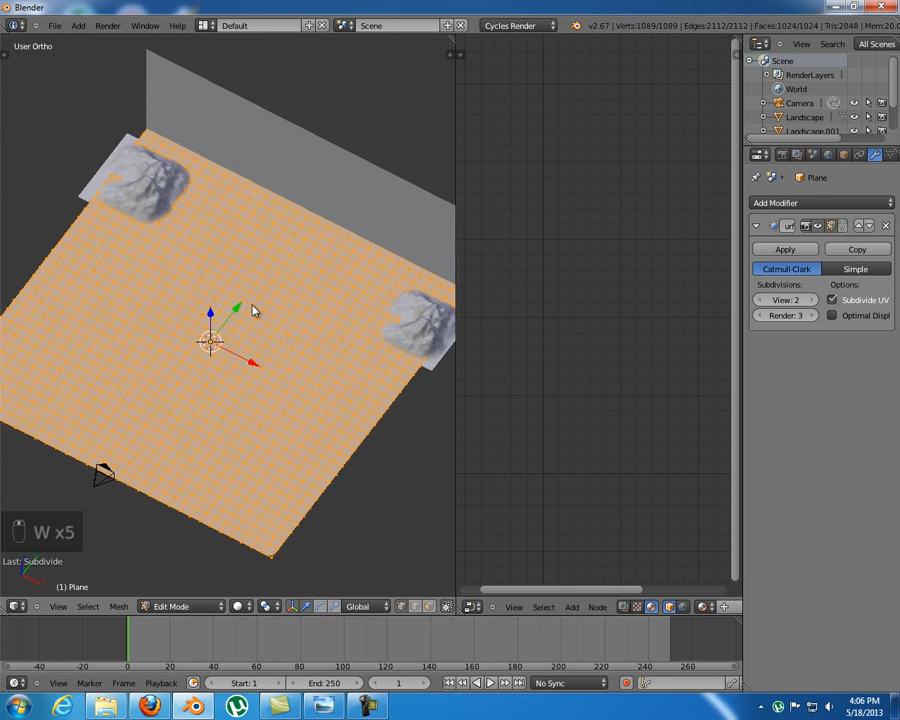 Blender
File Add Render Window Help Default Scene Cycles Render v2.67 | Verts:1089/1089 | Edges:2112/2112 | Faces:1024/1024 | Tris:2048 | Mem:20.
User Ortho
View Search All Scenes
Scene
RenderLayers
World
Camera
Landscape
Landscape.001
Plane
Add Modifier
urf
Apply Copy
Catmull-Clark Simple
Subdivisions: Options:
View: 2 Subdivide UV
Render: 3 Optimal Displ
W x5
Last: Subdivide
(1) Plane
View Select Mesh Edit Mode Global View Select Add Node
-40 -20 0 20 40 60 80 100 120 140 160 180 200 220 240 260
View Marker Frame Playback Start: 1 End: 250 1 No Sync
4:06 PM
5/18/2013